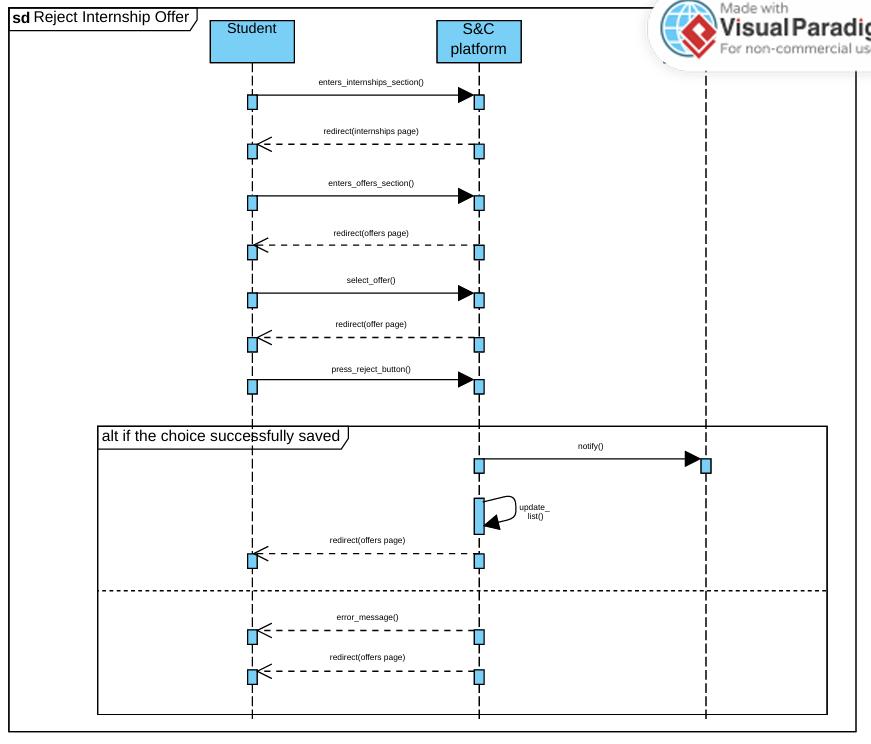 sd Reject Internship Offer
Student
S&C
platform
Made with
Visual Paradig
For non-commercial us
enters_internships_section()
redirect(internships page)
enters_offers_section()
redirect(offers page)
select_offer()
redirect(offer page)
press_reject_button()
alt if the choice successfully saved
notify()
update_
list()
redirect(offers page)
error_message()
redirect(offers page)